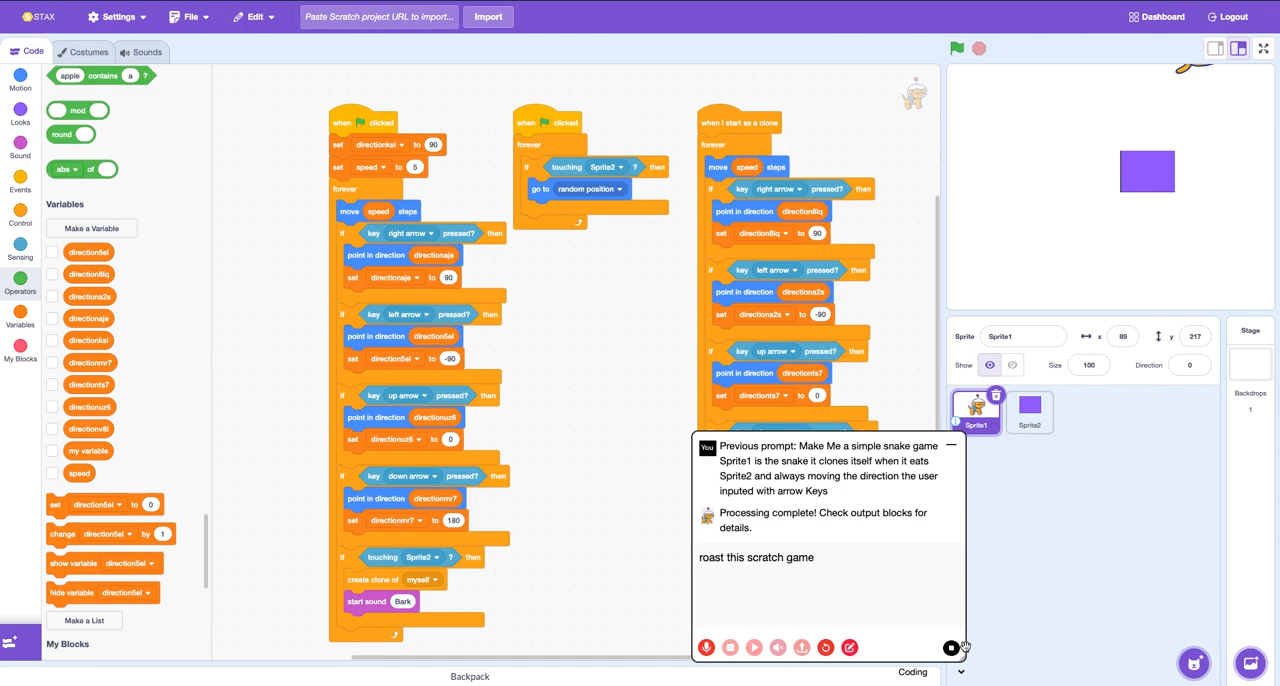 STAX
Settings
File
Edit
Paste Scratch project URL to import...
Import
Dashboard
Logout
Code
Costumes
Sounds
Motion
Looks
Sound
Events
Control
Sensing
Operators
Variables
My Blocks
apple contains a ?
mod
round
abs of
Variables
Make a Variable
direction5el
direction8lq
directiona2s
directionaje
directionksi
directionmr7
directionts7
directionuz6
directionv8l
my variable
speed
set direction5el to 0
change direction5el by 1
show variable direction5el
hide variable direction5el
Make a List
My Blocks
when clicked
set directionksi to 90
set speed to 5
forever
move speed steps
if key right arrow pressed? then
point in direction directionaje
set directionaje to 90
if key left arrow pressed? then
point in direction direction5el
set direction5el to -90
if key up arrow pressed? then
point in direction directionuz6
set directionuz6 to 0
if key down arrow pressed? then
point in direction directionmr7
set directionmr7 to 180
if touching Sprite2 ? then
create clone of myself
start sound Bark
when clicked
forever
if touching Sprite2 ? then
go to random position
when I start as a clone
forever
move speed steps
if key right arrow pressed? then
point in direction direction8lq
set direction8lq to 90
if key left arrow pressed? then
point in direction directiona2s
set directiona2s to -90
if key up arrow pressed? then
point in direction directionts7
set directionts7 to 0
You
Previous prompt: Make Me a simple snake game
Sprite1 is the snake it clones itself when it eats
Sprite2 and always moving the direction the user
inputed with arrow Keys
Processing complete! Check output blocks for
details.
roast this scratch game
Sprite Sprite1 x 89 y 217
Show Size 100 Direction 0
Sprite1
Sprite2
Stage
Backdrops
1
Backpack
Coding